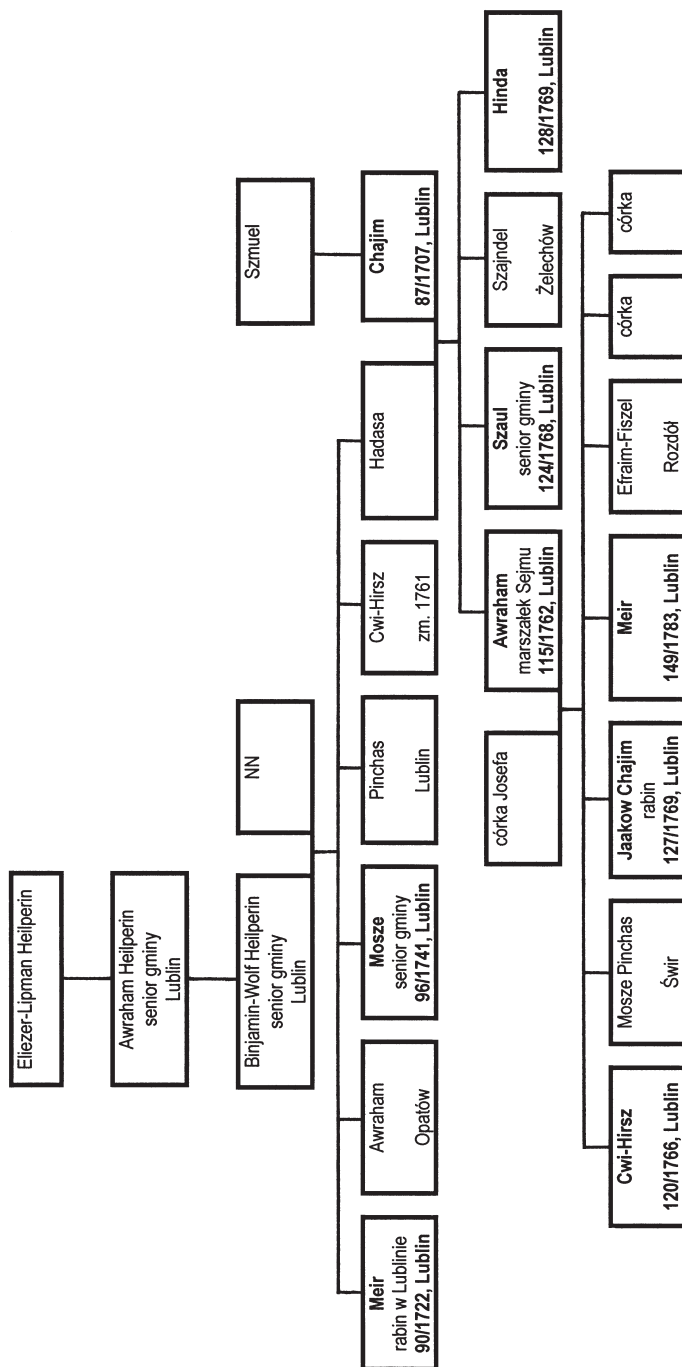 Eliezer-Lipman Heilperin
Awraham Heilperin
senior gminy
Lublin
Binjamin-Wolf Heilperin
senior gminy
Lublin
NN
Szmuel
Meir
rabin w Lublinie
90/1722, Lublin
Awraham
Opatów
Mosze
senior gminy
96/1741, Lublin
Pinchas
Lublin
Cwi-Hirsz
zm. 1761
Hadasa
Chajim
87/1707, Lublin
córka Josefa
Awraham
marszałek Sejmu
115/1762, Lublin
Szaul
senior gminy
124/1768, Lublin
Szajndel
Żelechów
Hinda
128/1769, Lublin
Cwi-Hirsz
120/1766, Lublin
Mosze Pinchas
Świr
Jaakow Chajim
rabin
127/1769, Lublin
Meir
149/1783, Lublin
Efraim-Fiszel
Rozdół
córka
córka